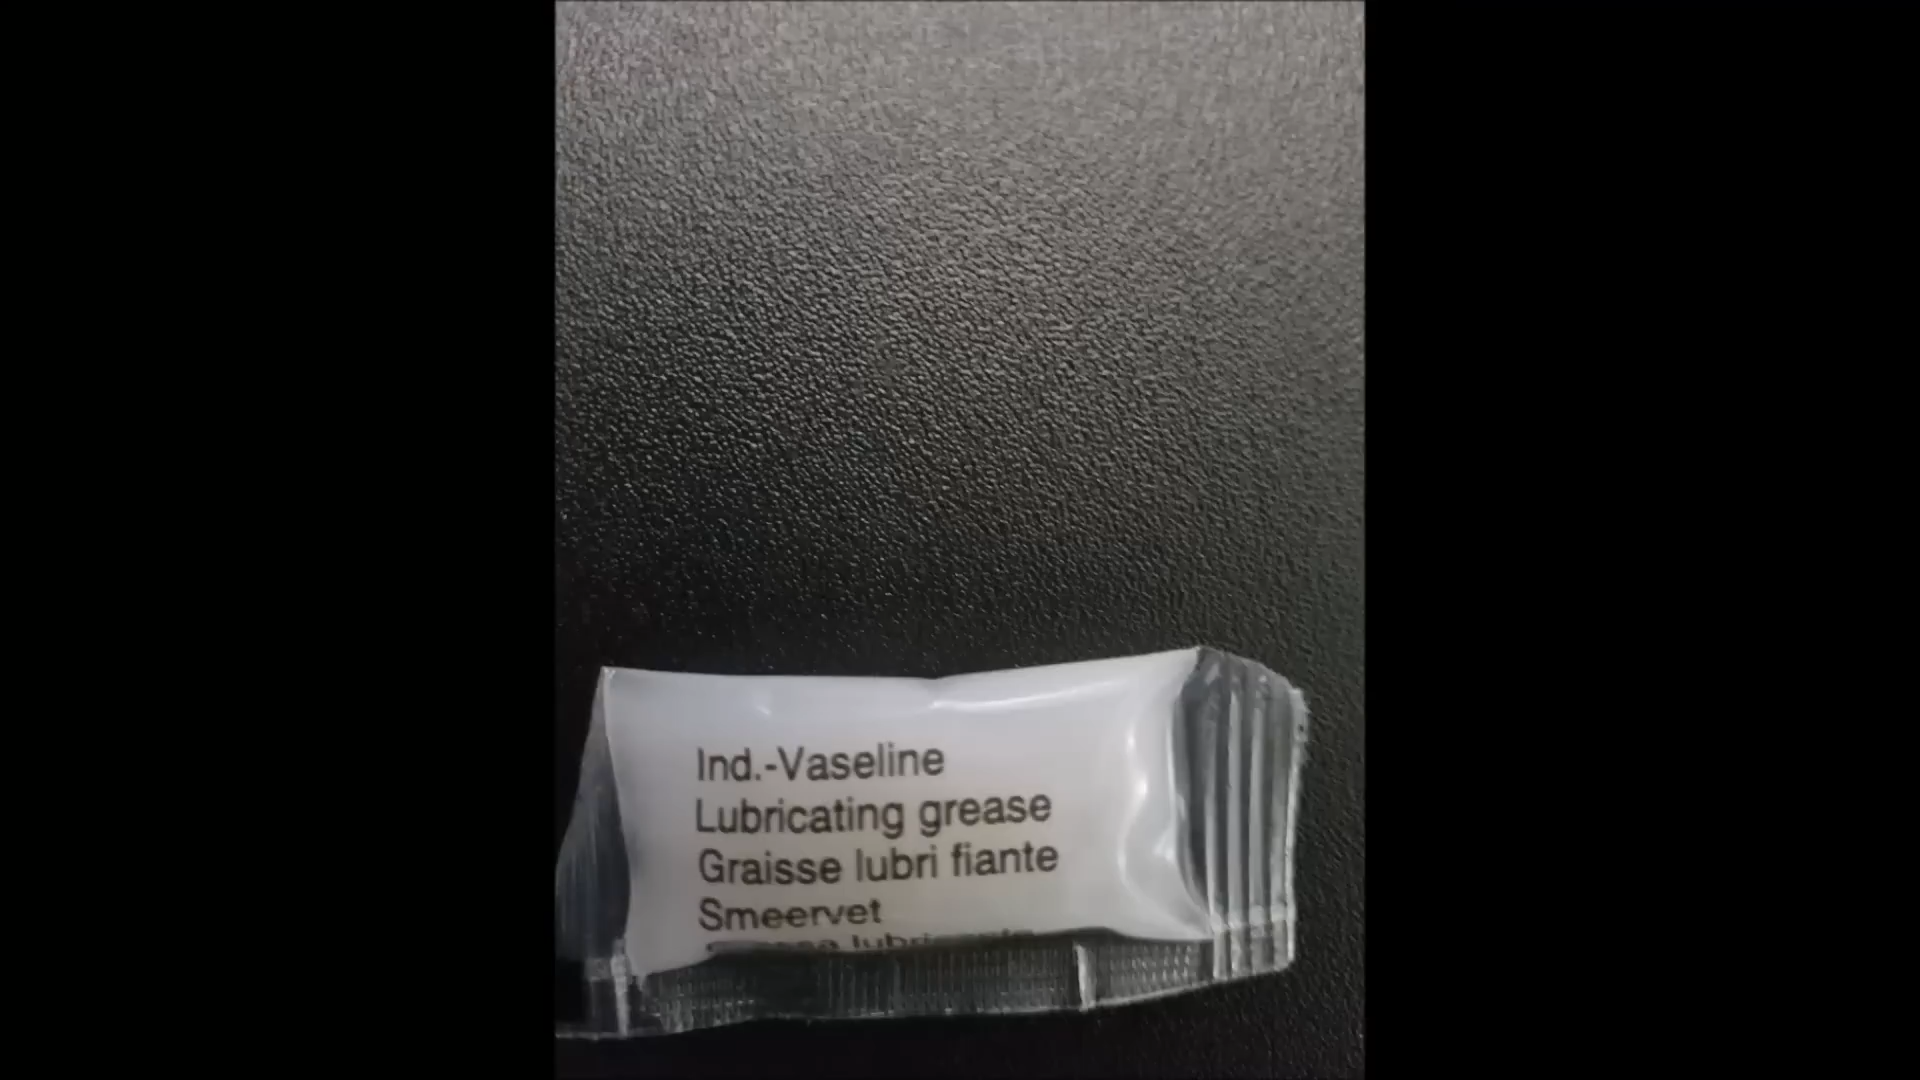 Ind.-Vaseline
Lubricating grease
Graisse lubri fiante
Smeervet